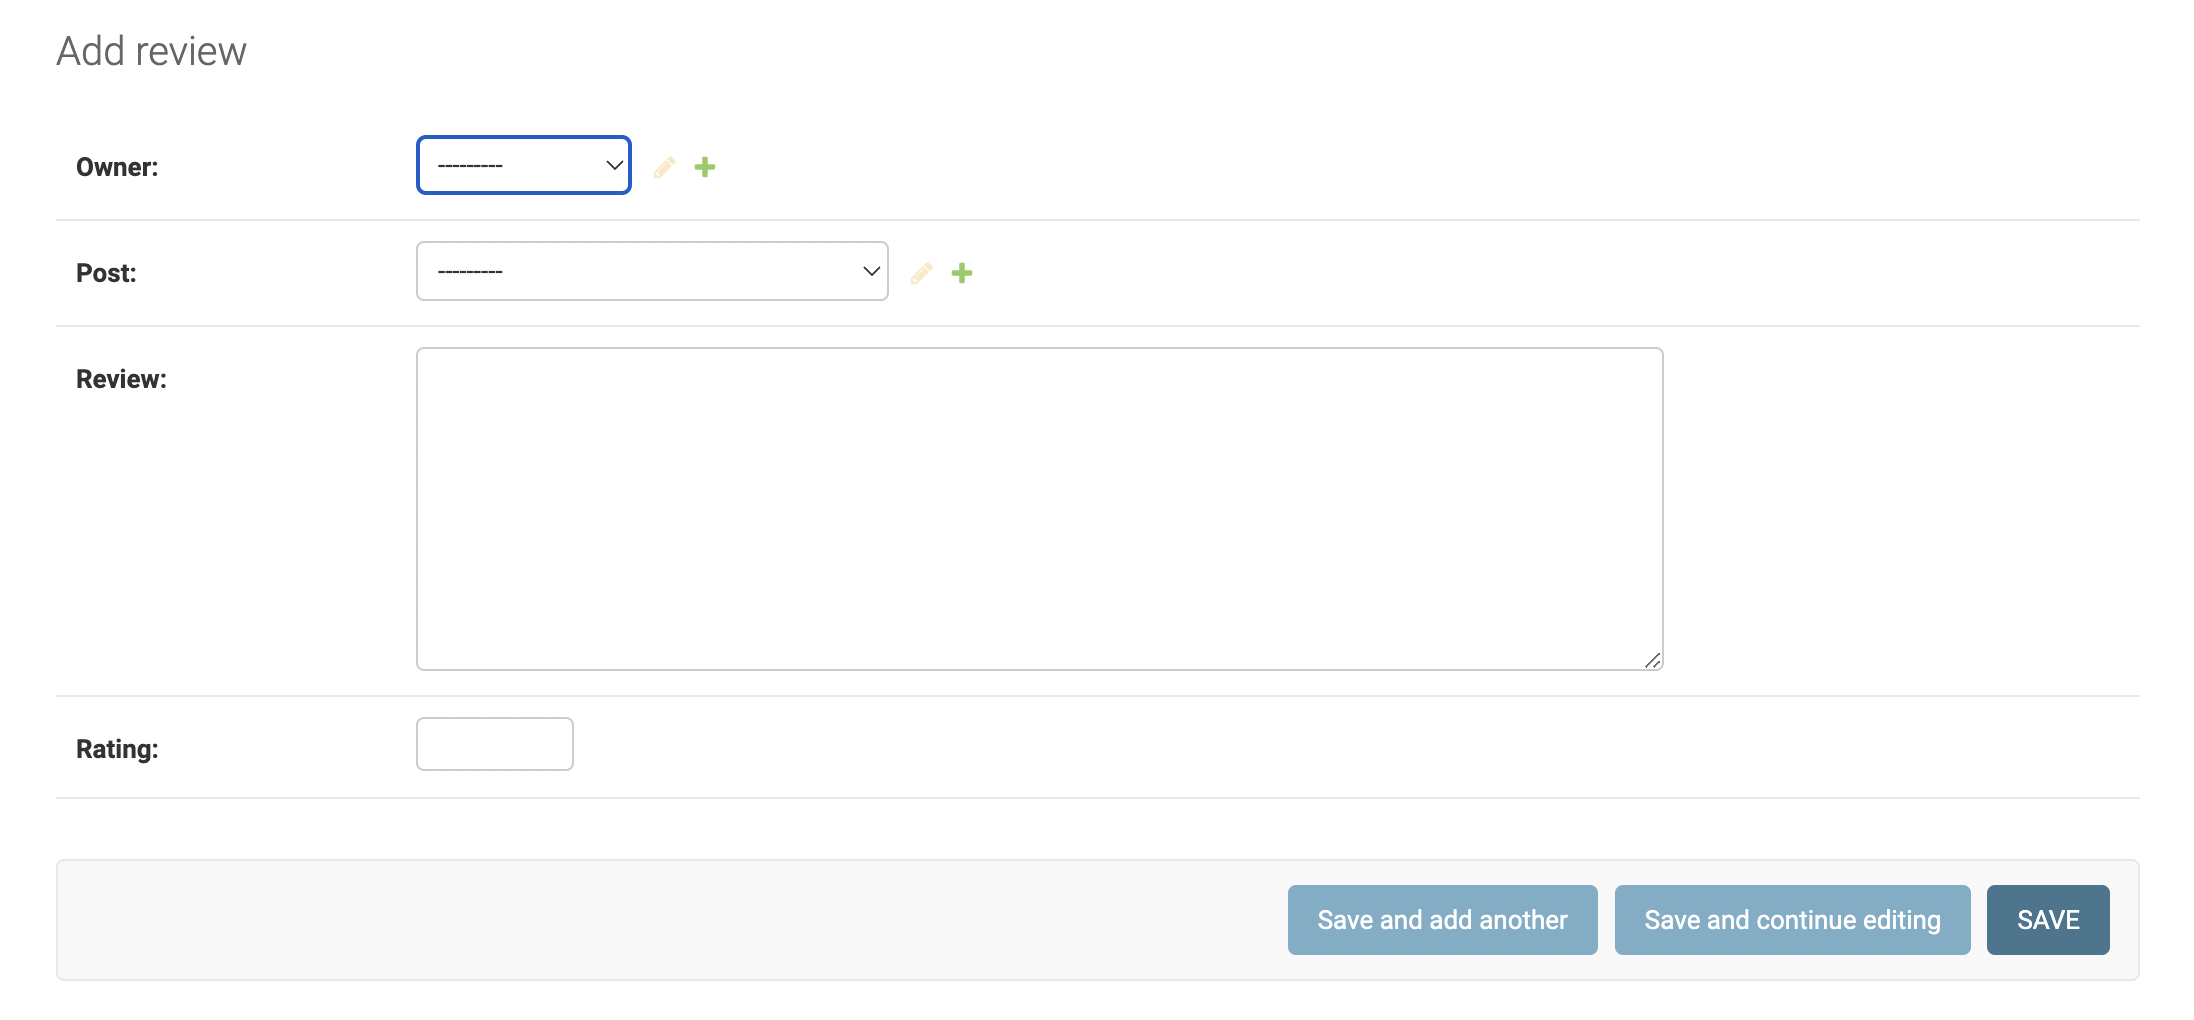 Add review
Owner:
---------
Post:
---------
Review:
Rating:
Save and add another
Save and continue editing
SAVE